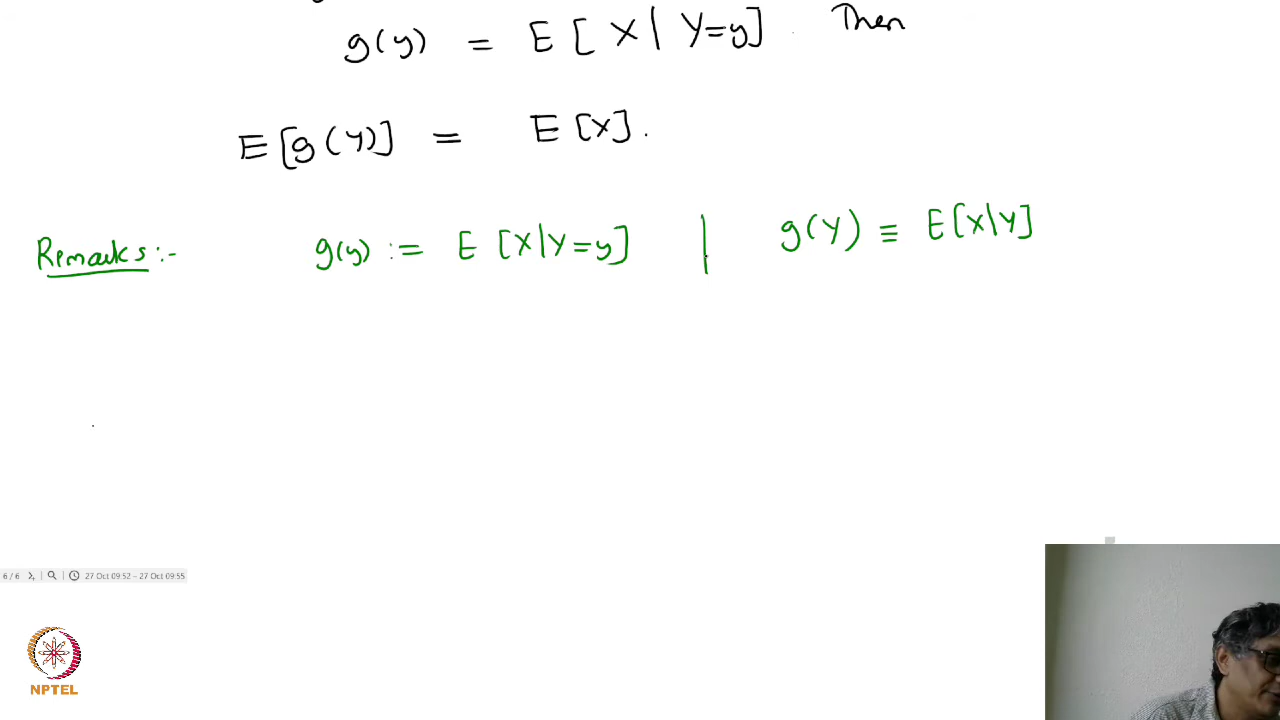 g(y) = E[X|Y=y] Then
E[g(Y)] = E[X].
Remarks:- g(y) := E[X|Y=y] | g(Y) ≡ E[X|Y]
6/6 27 Oct 09:52 - 27 Oct 09:55
NPTEL